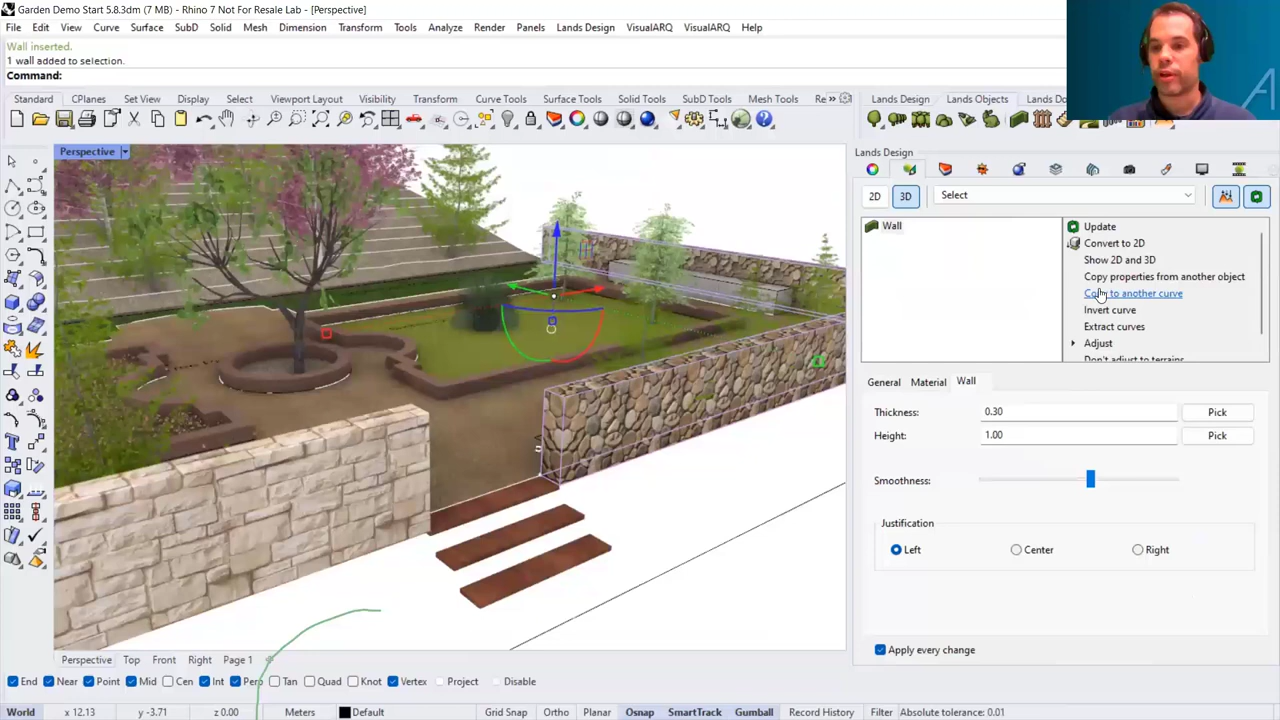 Garden Demo Start 5.8.3dm (7 MB) - Rhino 7 Not For Resale Lab - [Perspective]
File Edit View Curve Surface SubD Solid Mesh Dimension Transform Tools Analyze Render Panels Lands Design VisualARQ VisualARQ Help
Wall inserted.
1 wall added to selection.
Command:
Standard CPlanes Set View Display Select Viewport Layout Visibility Transform Curve Tools Surface Tools Solid Tools SubD Tools Mesh Tools Re » Lands Design Lands Objects Lands Do
Perspective
Lands Design
2D 3D Select
Wall
Update
Convert to 2D
Show 2D and 3D
Copy properties from another object
to another curve
Invert curve
Extract curves
Adjust
Don't adjust to terrains
General Material Wall
Thickness: 0.30 Pick
Height: 1.00 Pick
Smoothness:
Justification
Left Center Right
Apply every change
Perspective Top Front Right Page 1
End Near Point Mid Cen Int Perp Tan Quad Knot Vertex Project Disable
World x 12.13 y -3.71 z 0.00 Meters Default Grid Snap Ortho Planar Osnap SmartTrack Gumball Record History Filter Absolute tolerance: 0.01